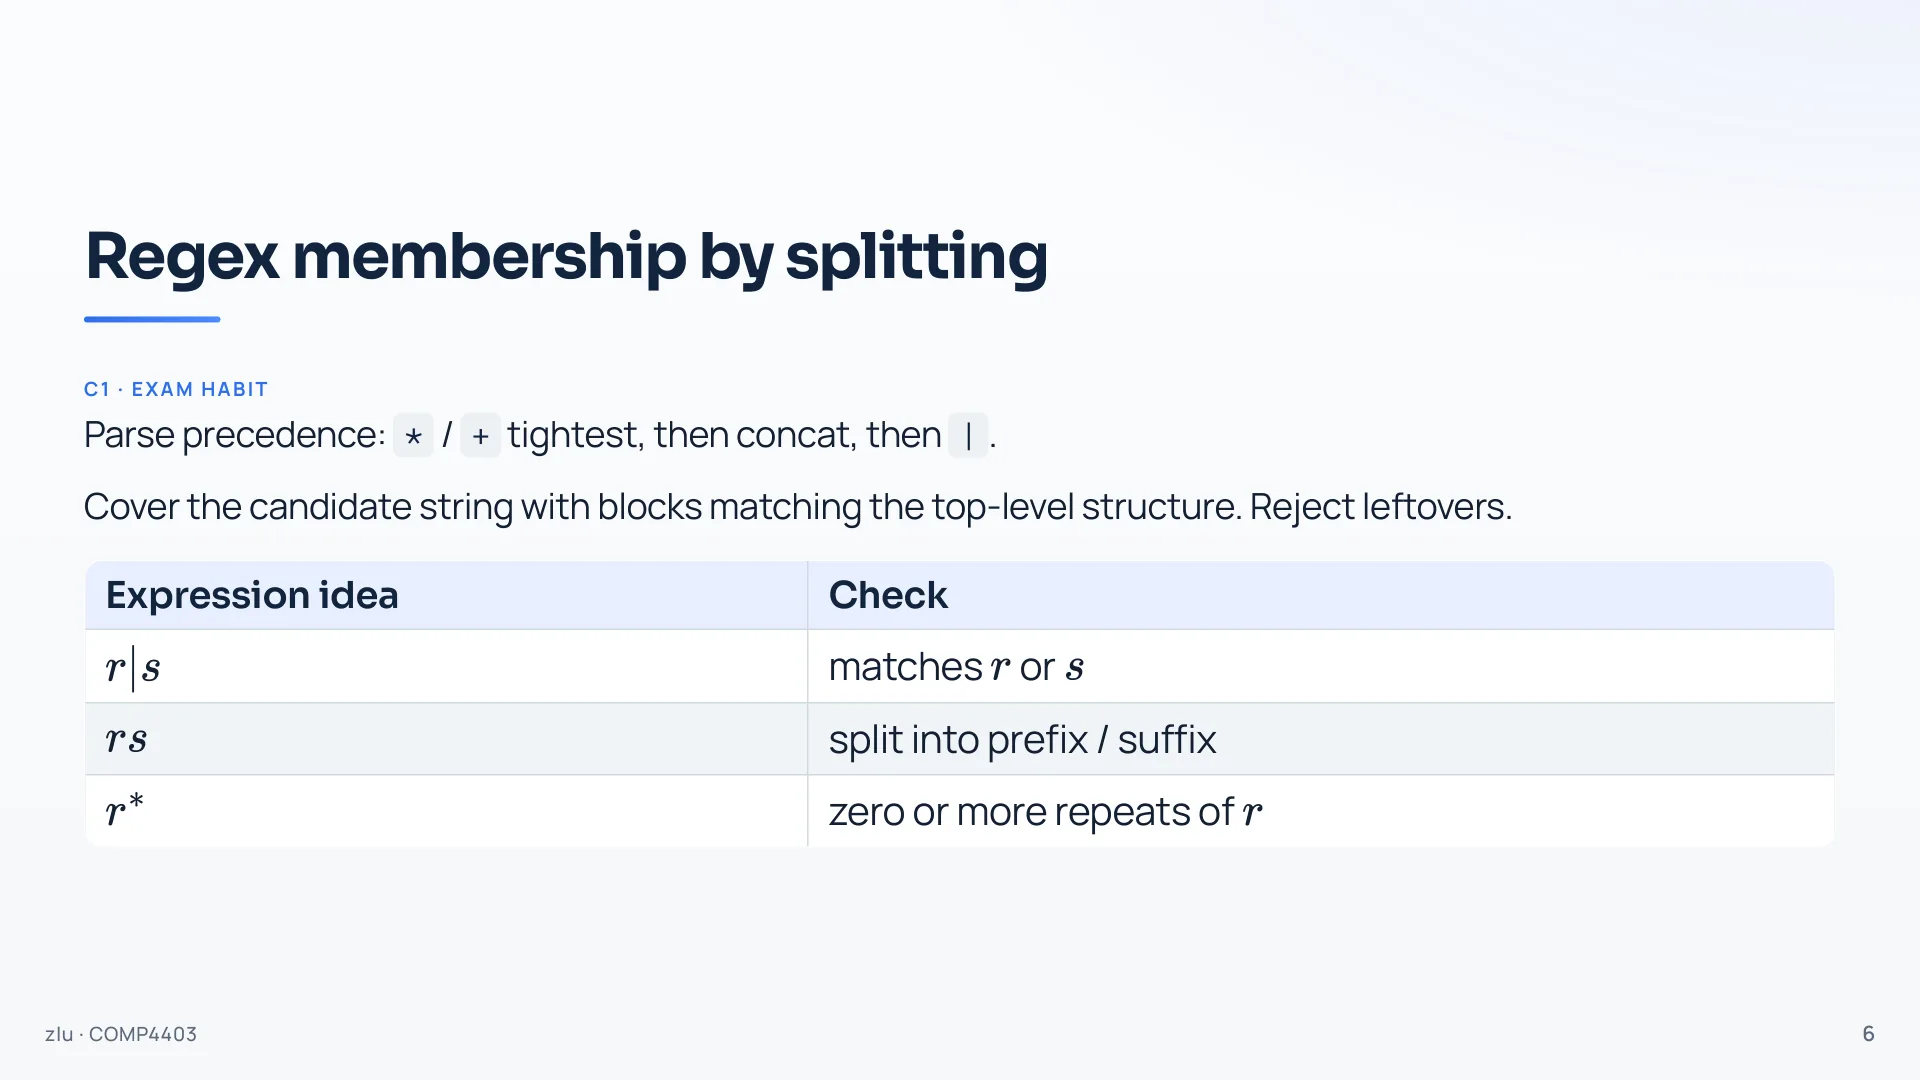 Regex membership by splitting
C1 · EXAM HABIT
Parse precedence: * / + tightest, then concat, then | .
Cover the candidate string with blocks matching the top-level structure. Reject leftovers.
Expression idea Check
r|s matches r or s
rs split into prefix / suffix
r* zero or more repeats of r
zlu · COMP4403 6